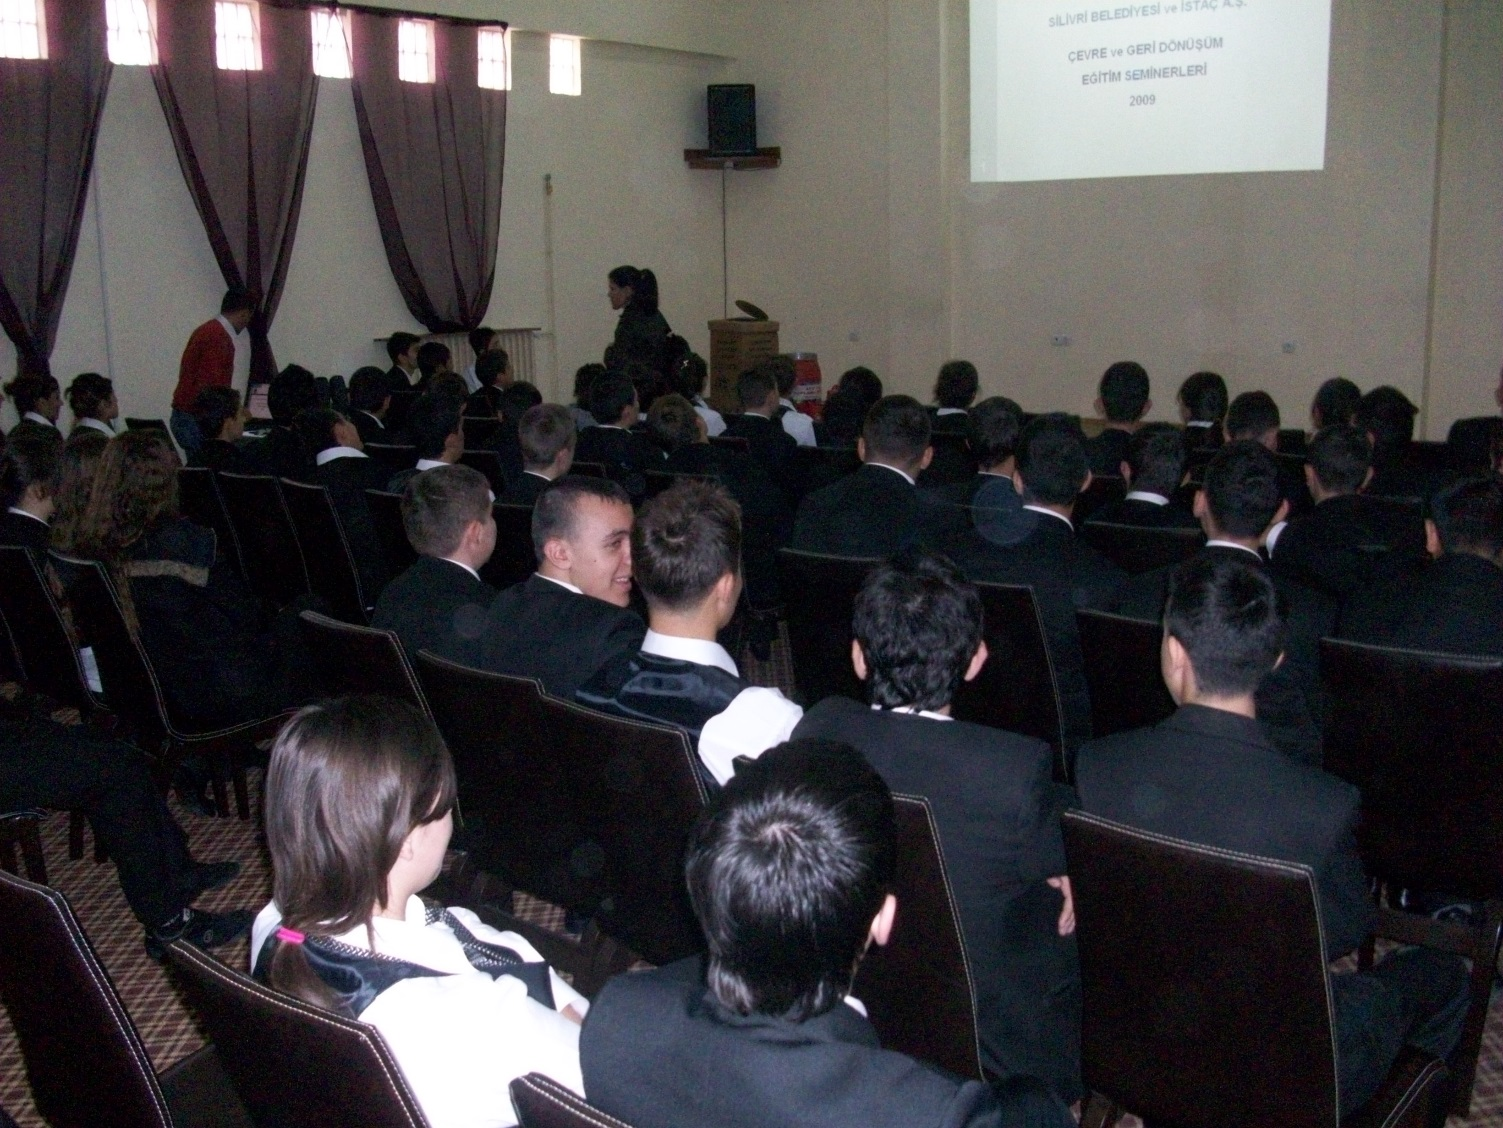 SİLİVRİ BELEDİYESİ ve İSTAÇ A.Ş.
ÇEVRE ve GERİ DÖNÜŞÜM
EĞİTİM SEMİNERLERİ
2009